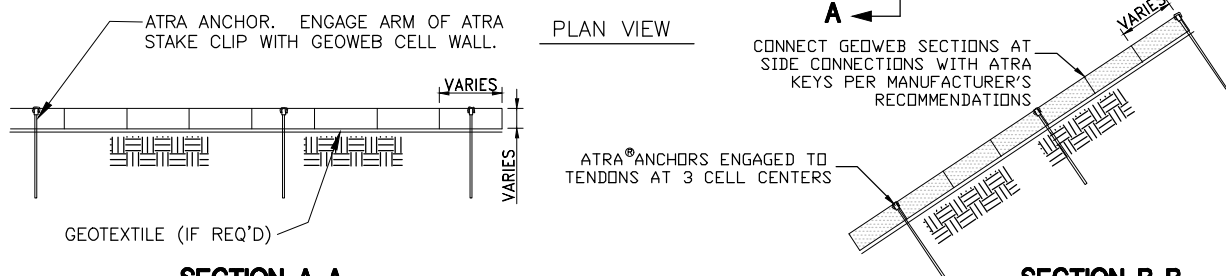 ATRA ANCHOR. ENGAGE ARM OF ATRA
STAKE CLIP WITH GEOWEB CELL WALL.
PLAN VIEW
A
VARIES
CONNECT GEOWEB SECTIONS AT
SIDE CONNECTIONS WITH ATRA
KEYS PER MANUFACTURER'S
RECOMMENDATIONS
VARIES
VARIES
ATRA® ANCHORS ENGAGED TO
TENDONS AT 3 CELL CENTERS
GEOTEXTILE (IF REQ'D)
SECTION A-A
SECTION B-B